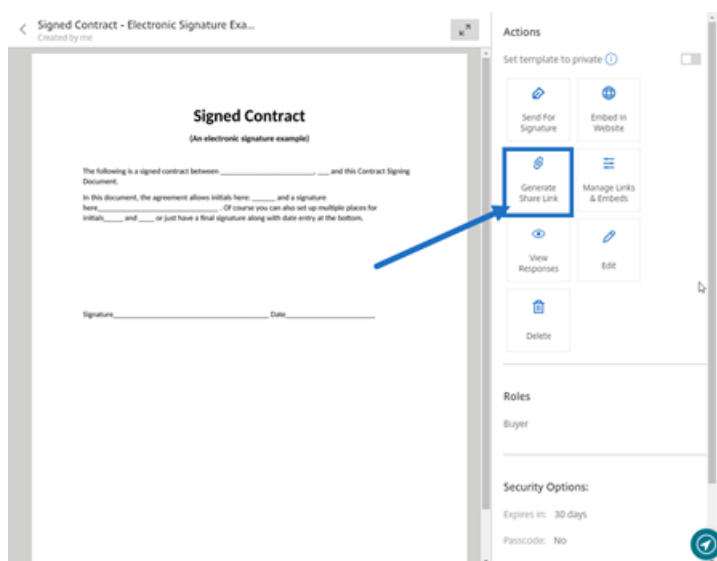 Signed Contract - Electronic Signature Exa...
Created by me
Signed Contract
(An electronic signature example)
The following is a signed contract between ______________________, ___ and this Contract Signing
Document.
In this document, the agreement allows initials here: ______ and a signature
here____________________________. Of course you can also set up multiple places for
initials_____ and ____ or just have a final signature along with date entry at the bottom.
Signature____________________________________ Date_____________________
Actions
Set template to private
Send For
Signature
Embed In
Website
Generate
Share Link
Manage Links
& Embeds
View
Responses
Edit
Delete
Roles
Buyer
Security Options:
Expires in: 30 days
Passcode: No